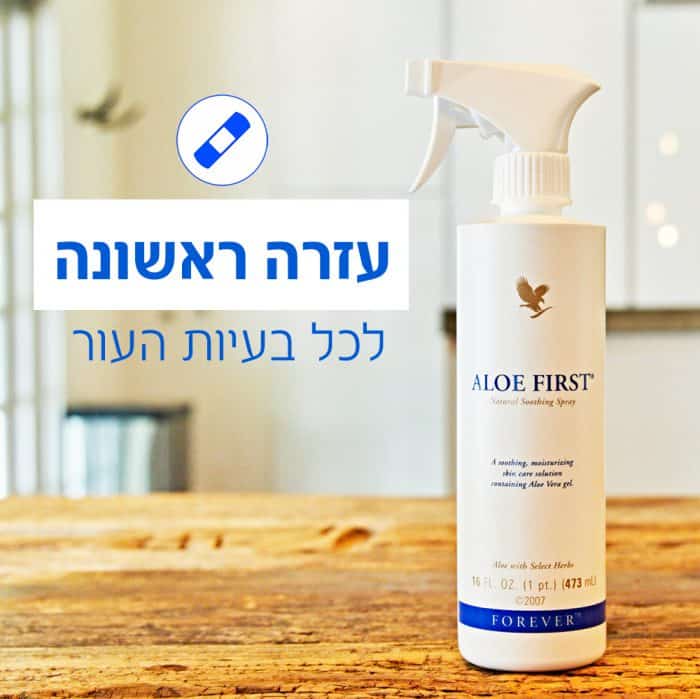 עזרה ראשונה
לכל בעיות העור
ALOE FIRST®
Natural Soothing Spray
A soothing, moisturizing
skin care solution
containing Aloe Vera gel.
Aloe with Select Herbs
16 FL. OZ. (1 pt.) (473 mL)
©2007
FOREVER™